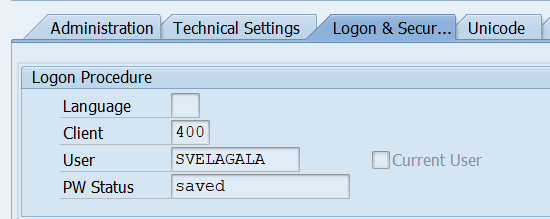 Administration Technical Settings Logon & Secur... Unicode
Logon Procedure
Language
Client 400
User SVELAGALA Current User
PW Status saved